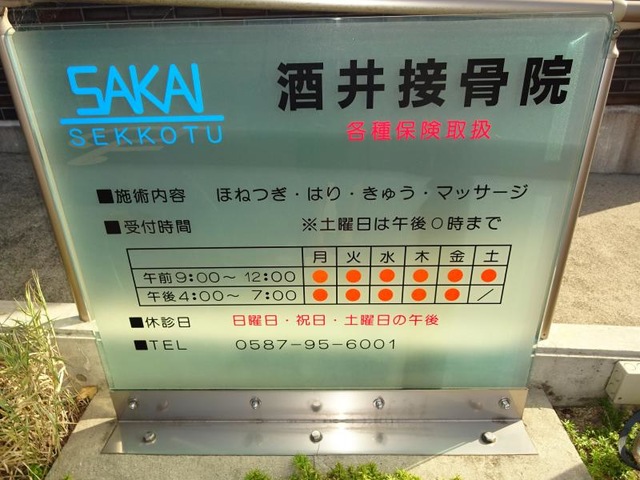 SAKAI
SEKKOTU
酒井接骨院
各種保険取扱
■施術内容 ほねつぎ・はり・きゅう・マッサージ
■受付時間 ※土曜日は午後0時まで
月 火 水 木 金 土
午前9:00〜12:00 ● ● ● ● ● ●
午後4:00〜7:00 ● ● ● ● ● ／
■休診日 日曜日・祝日・土曜日の午後
■TEL 0587-95-6001